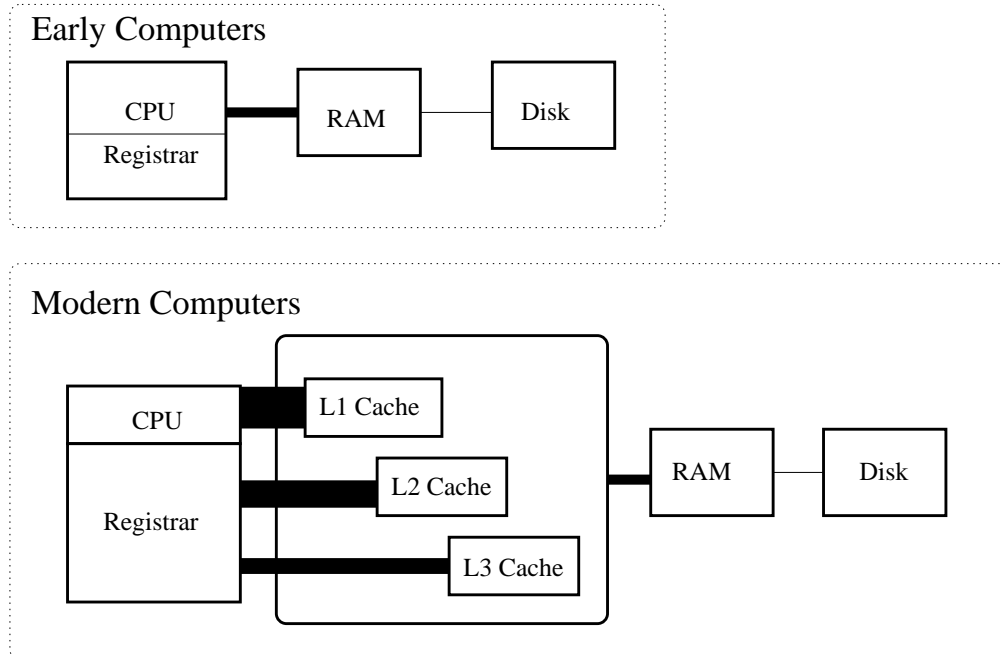 Early Computers
CPU
Registrar
RAM
Disk
Modern Computers
CPU
Registrar
L1 Cache
L2 Cache
L3 Cache
RAM
Disk